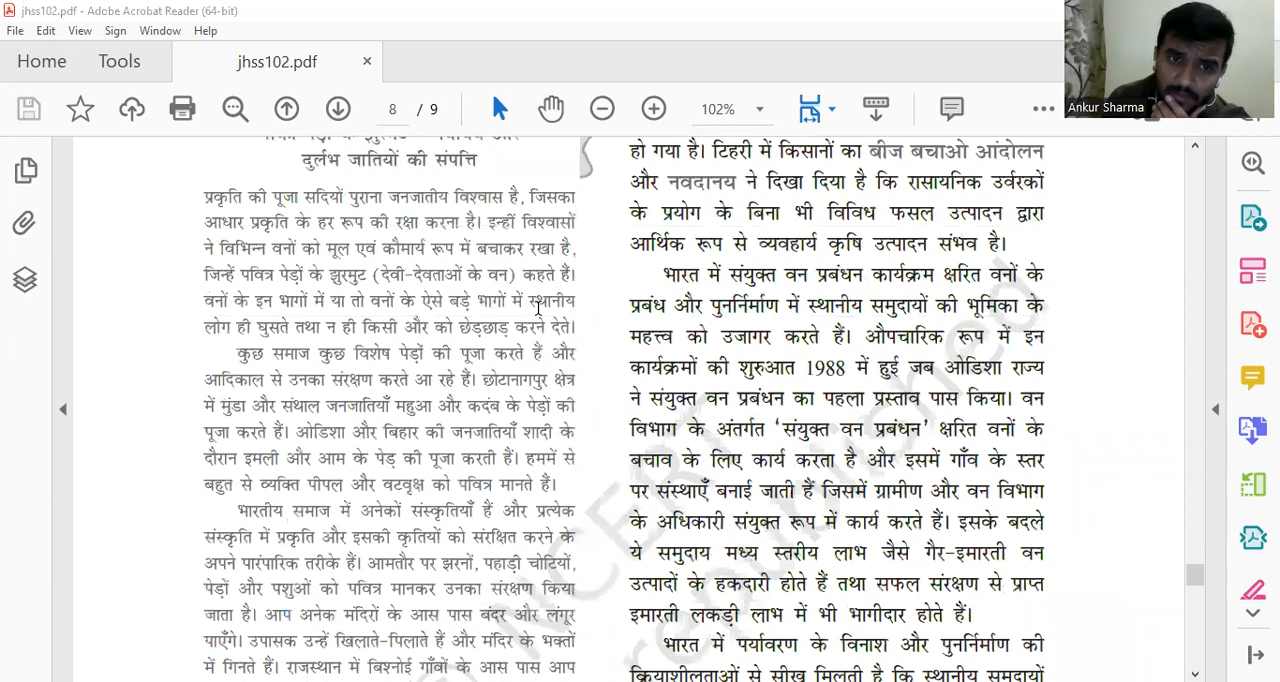 jhss102.pdf - Adobe Acrobat Reader (64-bit)
File Edit View Sign Window Help
Home Tools jhss102.pdf ×
8 / 9 102%
Ankur Sharma
दुर्लभ जातियों की संपत्ति
प्रकृति की पूजा सदियों पुराना जनजातीय विश्वास है, जिसका
आधार प्रकृति के हर रूप की रक्षा करना है। इन्हीं विश्वासों
ने विभिन्न वनों को मूल एवं कौमार्य रूप में बचाकर रखा है,
जिन्हें पवित्र पेड़ों के झुरमुट (देवी-देवताओं के वन) कहते हैं।
वनों के इन भागों में या तो वनों के ऐसे बड़े भागों में स्थानीय
लोग ही घुसते तथा न ही किसी और को छेड़छाड़ करने देते।
कुछ समाज कुछ विशेष पेड़ों की पूजा करते हैं और
आदिकाल से उनका संरक्षण करते आ रहे हैं। छोटानागपुर क्षेत्र
में मुंडा और संथाल जनजातियाँ महुआ और कदंब के पेड़ों की
पूजा करते हैं। ओडिशा और बिहार की जनजातियाँ शादी के
दौरान इमली और आम के पेड़ की पूजा करती हैं। हममें से
बहुत से व्यक्ति पीपल और वटवृक्ष को पवित्र मानते हैं।
भारतीय समाज में अनेकों संस्कृतियाँ हैं और प्रत्येक
संस्कृति में प्रकृति और इसकी कृतियों को संरक्षित करने के
अपने पारंपरिक तरीके हैं। आमतौर पर झरनों, पहाड़ी चोटियों,
पेड़ों और पशुओं को पवित्र मानकर उनका संरक्षण किया
जाता है। आप अनेक मंदिरों के आस पास बंदर और लंगूर
पाएँगे। उपासक उन्हें खिलाते-पिलाते हैं और मंदिर के भक्तों
में गिनते हैं। राजस्थान में बिश्नोई गाँवों के आस पास आप
हो गया है। टिहरी में किसानों का बीज बचाओ आंदोलन
और नवदानय ने दिखा दिया है कि रासायनिक उर्वरकों
के प्रयोग के बिना भी विविध फसल उत्पादन द्वारा
आर्थिक रूप से व्यवहार्य कृषि उत्पादन संभव है।
भारत में संयुक्त वन प्रबंधन कार्यक्रम क्षरित वनों के
प्रबंध और पुनर्निर्माण में स्थानीय समुदायों की भूमिका के
महत्त्व को उजागर करते हैं। औपचारिक रूप में इन
कार्यक्रमों की शुरुआत 1988 में हुई जब ओडिशा राज्य
ने संयुक्त वन प्रबंधन का पहला प्रस्ताव पास किया। वन
विभाग के अंतर्गत ‘संयुक्त वन प्रबंधन’ क्षरित वनों के
बचाव के लिए कार्य करता है और इसमें गाँव के स्तर
पर संस्थाएँ बनाई जाती हैं जिसमें ग्रामीण और वन विभाग
के अधिकारी संयुक्त रूप में कार्य करते हैं। इसके बदले
ये समुदाय मध्य स्तरीय लाभ जैसे गैर-इमारती वन
उत्पादों के हकदारी होते हैं तथा सफल संरक्षण से प्राप्त
इमारती लकड़ी लाभ में भी भागीदार होते हैं।
भारत में पर्यावरण के विनाश और पुनर्निर्माण की
क्रियाशीलताओं से सीख मिलती है कि स्थानीय समुदायों
NCERT
republished